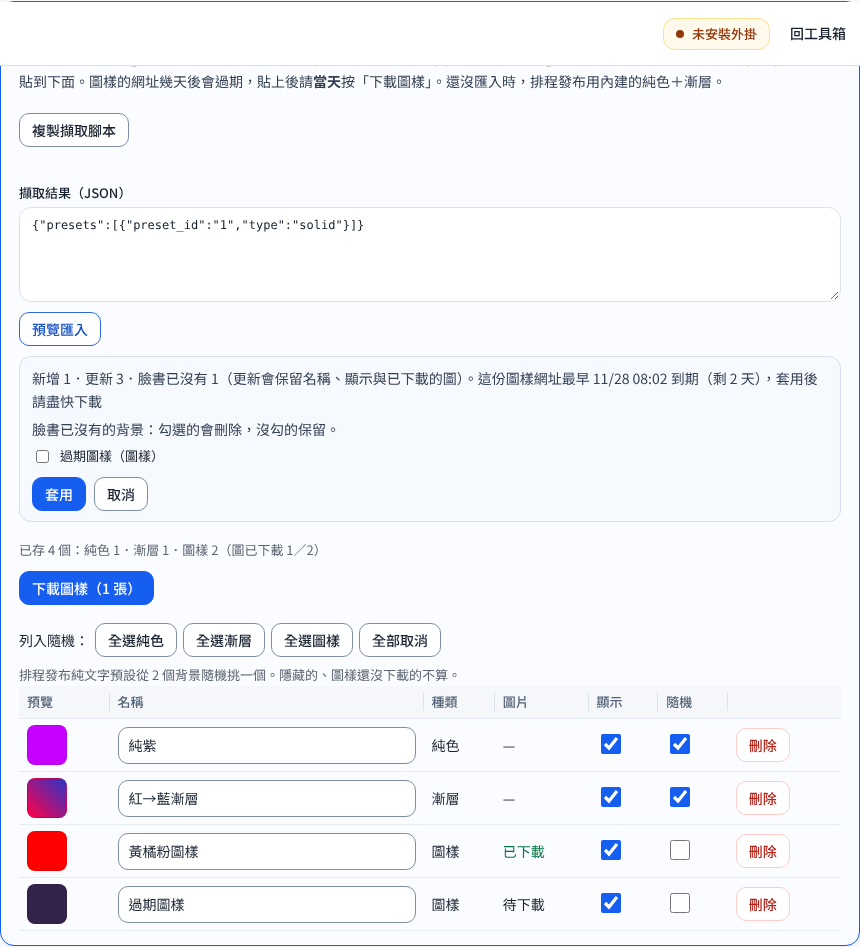 未安裝外掛
回工具箱
貼到下面。圖樣的網址幾天後會過期，貼上後請當天按「下載圖樣」。還沒匯入時，排程發布用內建的純色＋漸層。
複製擷取腳本
擷取結果（JSON）
{"presets":[{"preset_id":"1","type":"solid"}]}
預覽匯入
新增 1．更新 3．臉書已沒有 1（更新會保留名稱、顯示與已下載的圖）。這份圖樣網址最早 11/28 08:02 到期（剩 2 天），套用後
請盡快下載
臉書已沒有的背景：勾選的會刪除，沒勾的保留。
過期圖樣（圖樣）
套用 取消
已存 4 個：純色 1．漸層 1．圖樣 2（圖已下載 1／2）
下載圖樣（1 張）
列入隨機： 全選純色 全選漸層 全選圖樣 全部取消
排程發布純文字預設從 2 個背景隨機挑一個。隱藏的、圖樣還沒下載的不算。
預覽 名稱 種類 圖片 顯示 隨機
純紫 純色 — 刪除
紅→藍漸層 漸層 — 刪除
黃橘粉圖樣 圖樣 已下載 刪除
過期圖樣 圖樣 待下載 刪除